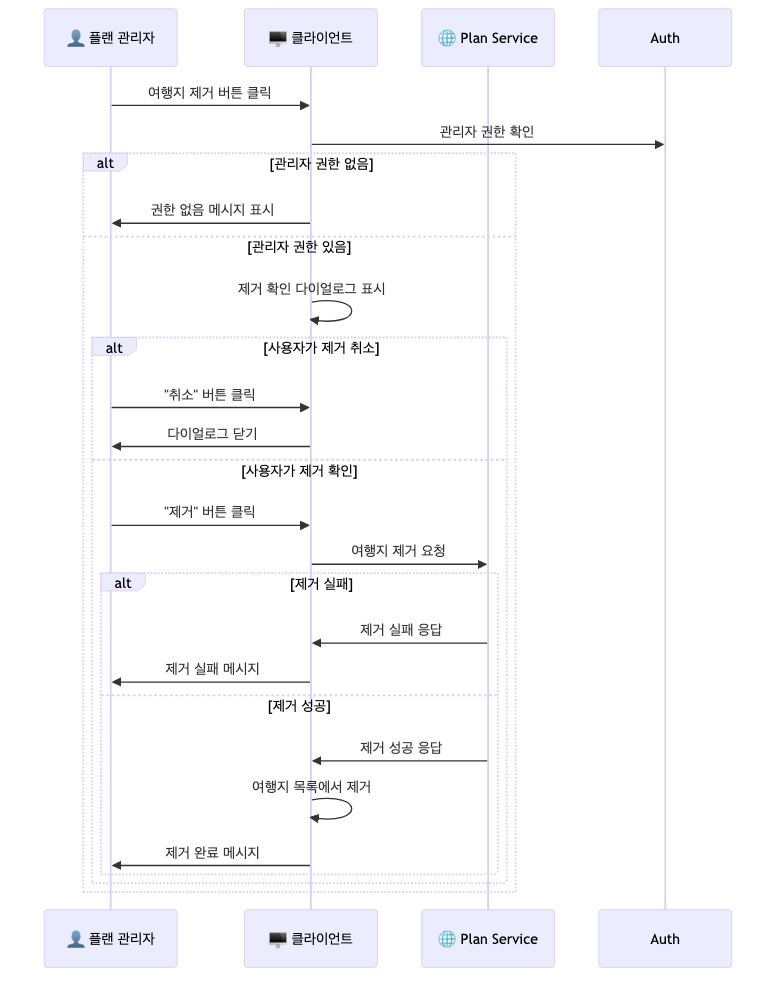 👤 플랜 관리자
🖥️ 클라이언트
🌐 Plan Service
Auth
여행지 제거 버튼 클릭
관리자 권한 확인
alt
[관리자 권한 없음]
권한 없음 메시지 표시
[관리자 권한 있음]
제거 확인 다이얼로그 표시
alt
[사용자가 제거 취소]
"취소" 버튼 클릭
다이얼로그 닫기
[사용자가 제거 확인]
"제거" 버튼 클릭
여행지 제거 요청
alt
[제거 실패]
제거 실패 응답
제거 실패 메시지
[제거 성공]
제거 성공 응답
여행지 목록에서 제거
제거 완료 메시지
👤 플랜 관리자
🖥️ 클라이언트
🌐 Plan Service
Auth